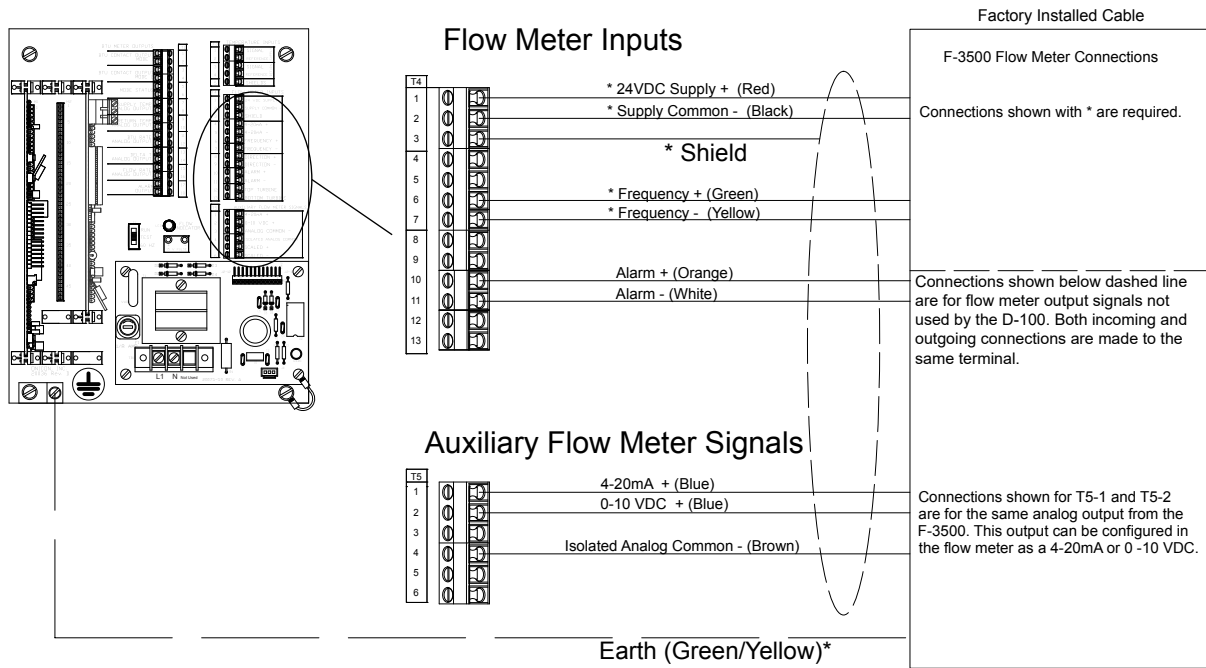 Factory Installed Cable
Flow Meter Inputs
F-3500 Flow Meter Connections
T4
1
2
3
4
5
6
7
8
9
10
11
12
13
* 24VDC Supply + (Red)
* Supply Common - (Black)
* Shield
* Frequency + (Green)
* Frequency - (Yellow)
Alarm + (Orange)
Alarm - (White)
Connections shown with * are required.
Connections shown below dashed line
are for flow meter output signals not
used by the D-100. Both incoming and
outgoing connections are made to the
same terminal.
L1 N Not Used
Auxiliary Flow Meter Signals
T5
1
2
3
4
5
6
4-20mA + (Blue)
0-10 VDC + (Blue)
Isolated Analog Common - (Brown)
Connections shown for T5-1 and T5-2
are for the same analog output from the
F-3500. This output can be configured in
the flow meter as a 4-20mA or 0 -10 VDC.
Earth (Green/Yellow)*